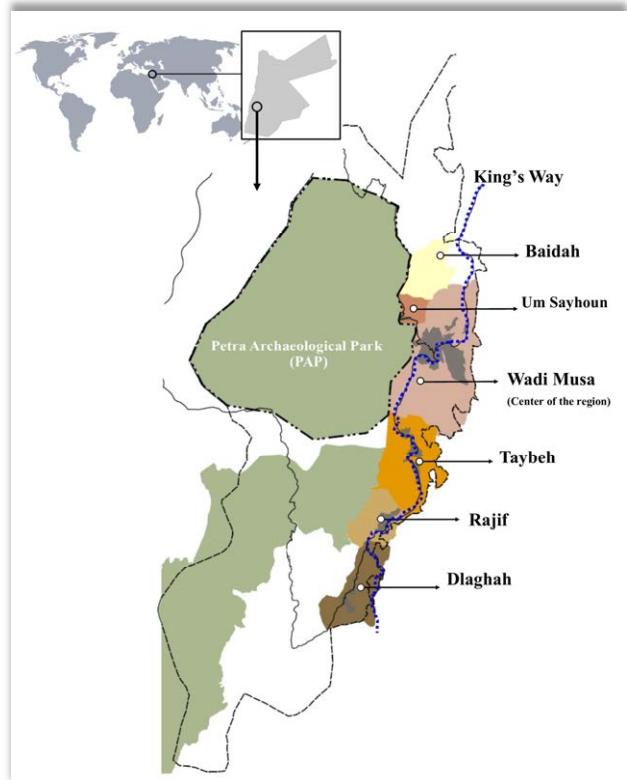 King's Way
Baidah
Um Sayhoun
Petra Archaeological Park
(PAP)
Wadi Musa
(Center of the region)
Taybeh
Rajif
Dlaghah